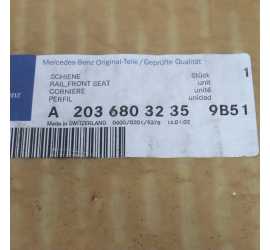 Mercedes-Benz Original-Teile/Geprüfte Qualität
SCHIENE Stück 1
RAIL,FRONT SEAT unit
CORNIERE unité
PERFIL unidad
A 203 680 32 35 9B51
Made in SWITZERLAND